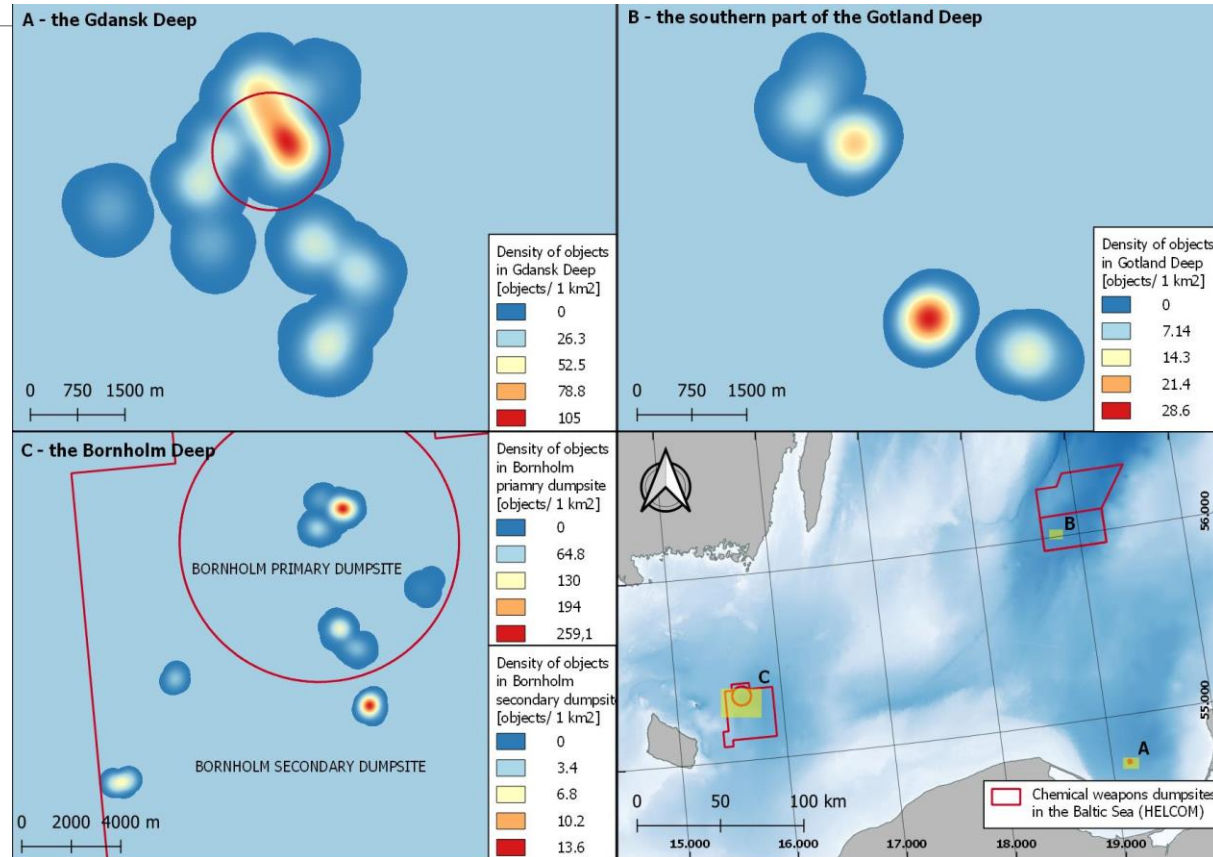 A - the Gdansk Deep
Density of objects
in Gdansk Deep
[objects/ 1 km2]
0
26.3
52.5
78.8
105
0 750 1500 m
B - the southern part of the Gotland Deep
Density of objects
in Gotland Deep
[objects/ 1 km2]
0
7.14
14.3
21.4
28.6
0 750 1500 m
C - the Bornholm Deep
BORNHOLM PRIMARY DUMPSITE
BORNHOLM SECONDARY DUMPSITE
0 2000 4000 m
Density of objects
in Bornholm
priamry dumpsite
[objects/ 1 km2]
0
64.8
130
194
259,1
Density of objects
in Bornholm
secondary dumpsit
[objects/ 1 km2]
0
3.4
6.8
10.2
13.6
B
C
A
56.000
55.000
0 50 100 km
Chemical weapons dumpsites
in the Baltic Sea (HELCOM)
15.000 16.000 17.000 18.000 19.000